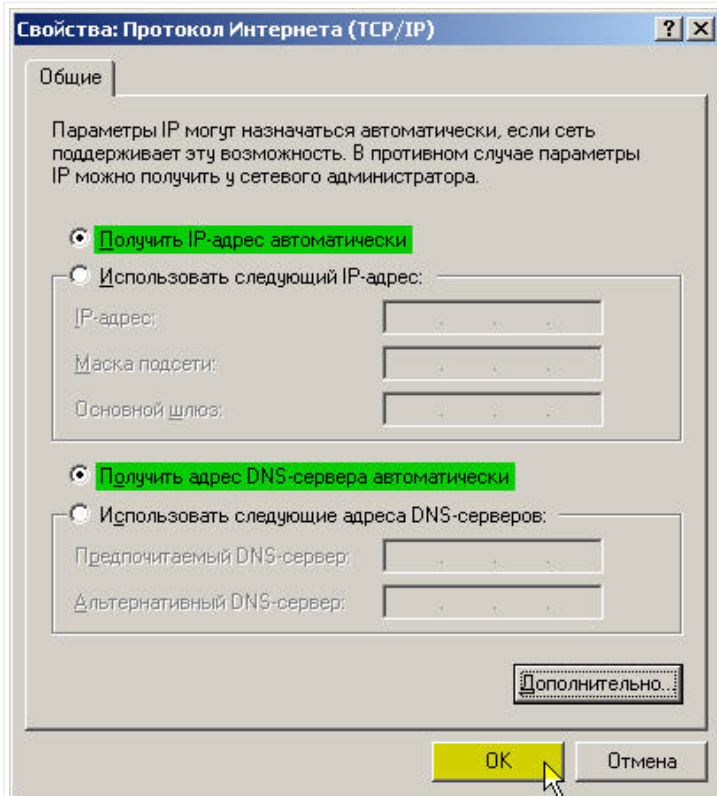 Свойства: Протокол Интернета (TCP/IP)
Общие
Параметры IP могут назначаться автоматически, если сеть
поддерживает эту возможность. В противном случае параметры
IP можно получить у сетевого администратора.
Получить IP-адрес автоматически
Использовать следующий IP-адрес:
IP-адрес:
Маска подсети:
Основной шлюз:
Получить адрес DNS-сервера автоматически
Использовать следующие адреса DNS-серверов:
Предпочитаемый DNS-сервер:
Альтернативный DNS-сервер:
Дополнительно...
OK
Отмена